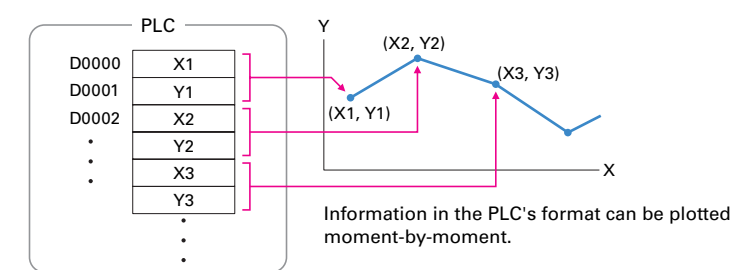 PLC
D0000 X1
D0001 Y1
D0002 X2
Y2
X3
Y3
Y
(X2, Y2)
(X3, Y3)
(X1, Y1)
X
Information in the PLC's format can be plotted
moment-by-moment.